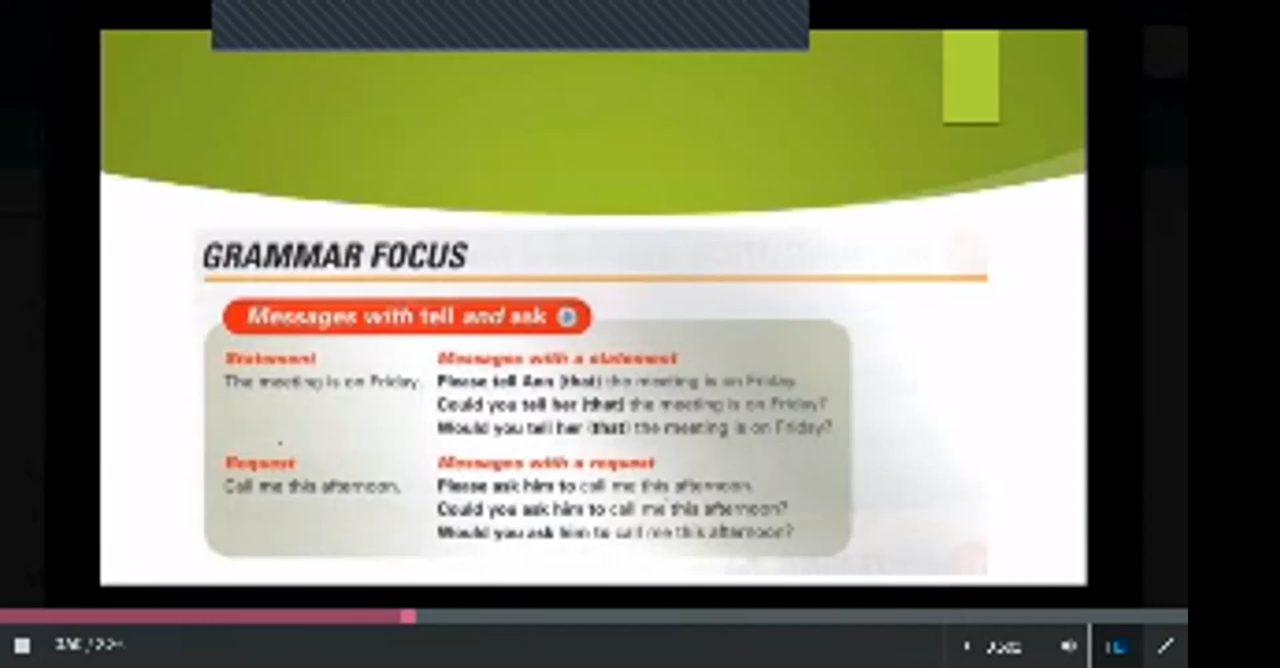 GRAMMAR FOCUS
Messages with tell and ask
Statement
The meeting is on Friday.
Messages with a statement
Please tell Ann (that) the meeting is on Friday.
Could you tell her (that) the meeting is on Friday?
Would you tell her (that) the meeting is on Friday?
Request
Call me this afternoon.
Messages with a request
Please ask him to call me this afternoon.
Could you ask him to call me this afternoon?
Would you ask him to call me this afternoon?